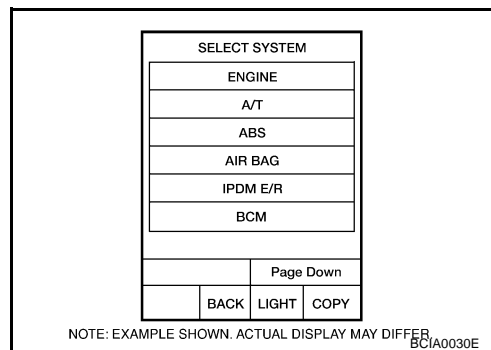 SELECT SYSTEM
ENGINE
A/T
ABS
AIR BAG
IPDM E/R
BCM
Page Down
BACK LIGHT COPY
NOTE: EXAMPLE SHOWN. ACTUAL DISPLAY MAY DIFFER.
BCIA0030E